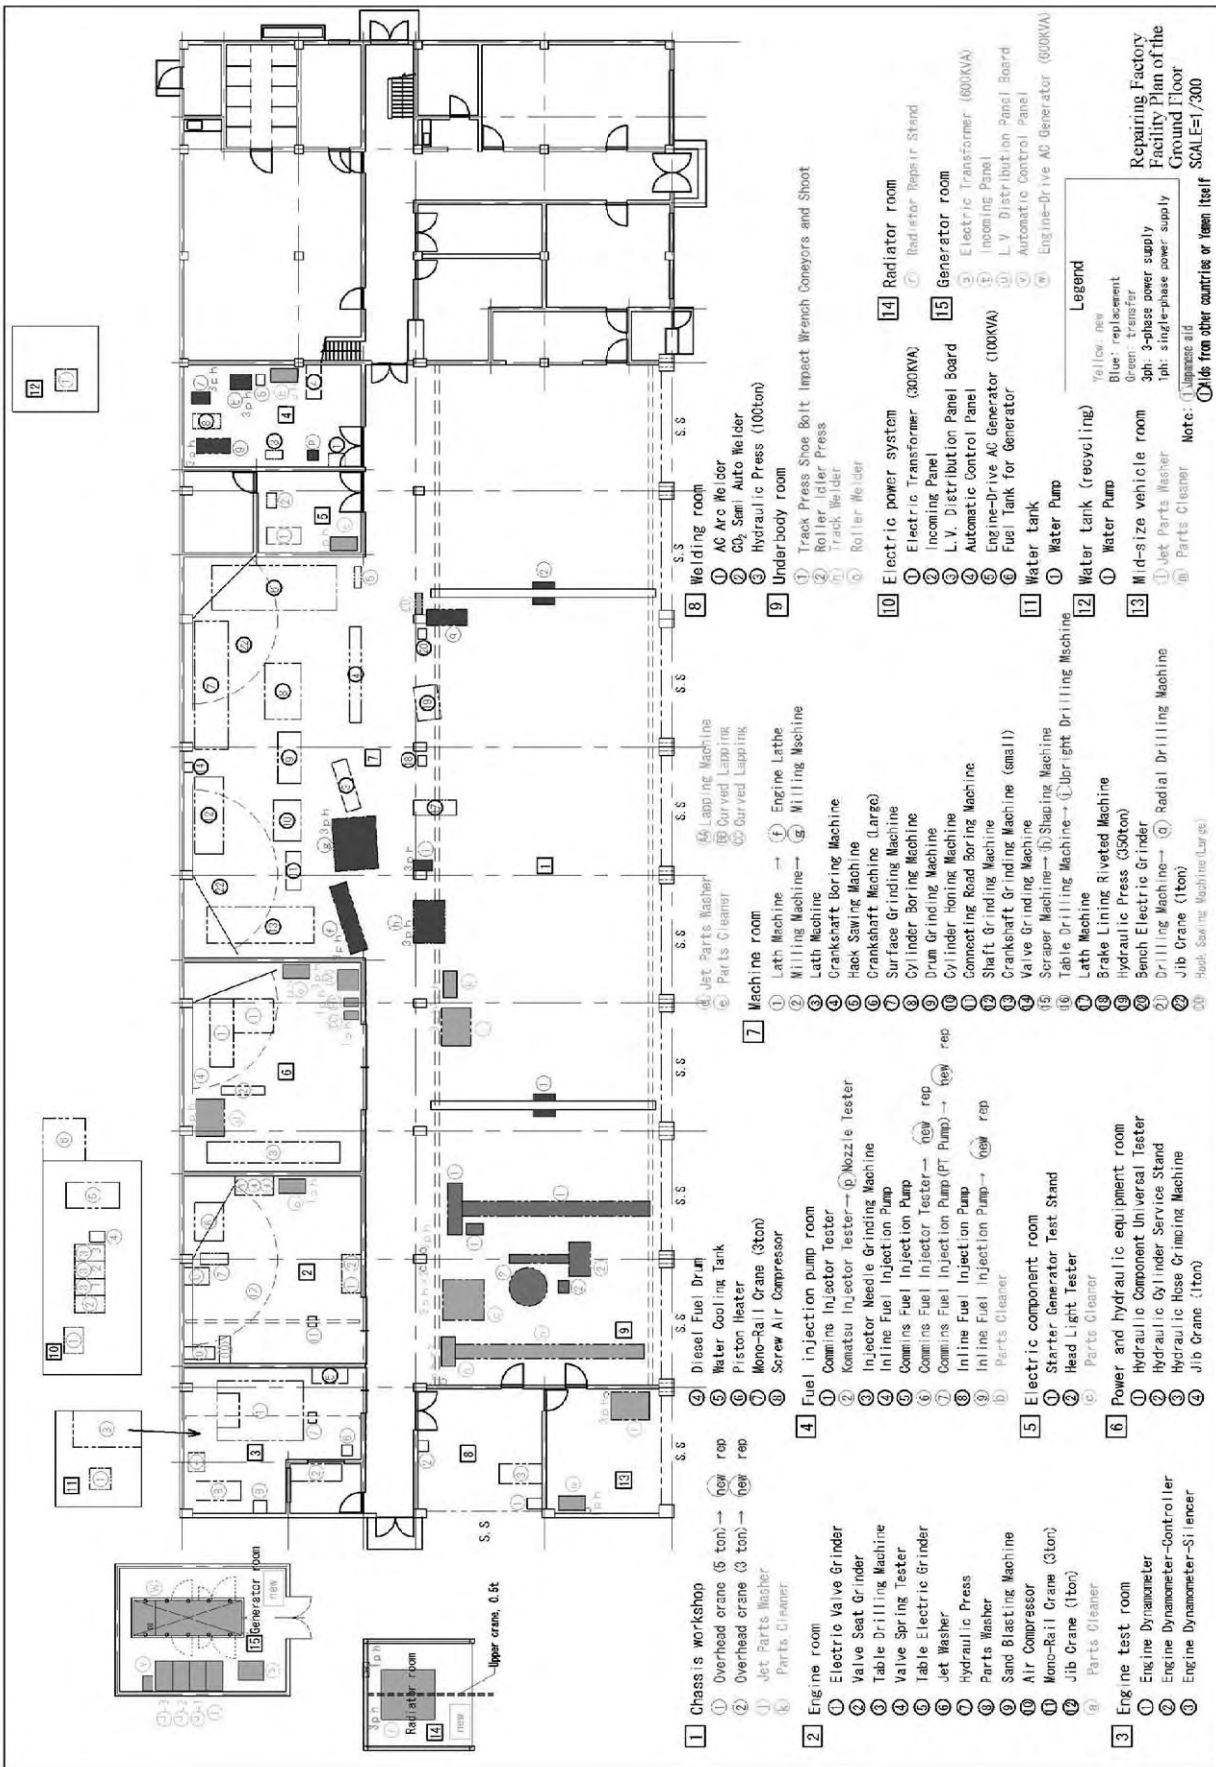 1 Chassis workshop
① Overhead crane (5 ton)→ new rep
② Overhead crane (3 ton)→ new rep
ⓙ Jet Parts Washer
ⓚ Parts Cleaner
2 Engine room
① Electric Valve Grinder
② Valve Seat Grinder
③ Table Drilling Machine
④ Valve Spring Tester
⑤ Table Electric Grinder
⑥ Jet Washer
⑦ Hydraulic Press
⑧ Parts Washer
⑨ Sand Blasting Machine
⑩ Air Compressor
⑪ Mono-Rail Crane (3ton)
⑫ Jib Crane (1ton)
ⓐ Parts Cleaner
3 Engine test room
① Engine Dynamometer
② Engine Dynamometer-Controller
③ Engine Dynamometer-Silencer
④ Diesel Fuel Drum
⑤ Water Cooling Tank
⑥ Piston Heater
⑦ Mono-Rail Crane (3ton)
⑧ Screw Air Compressor
4 Fuel injection pump room
① Commins Injector Tester
② Komatsu Injector Tester→ⓟNozzle Tester
③ Injector Needle Grinding Machine
④ Inline Fuel Injection Pump
⑤ Commins Fuel Injection Pump
⑥ Commins Fuel Injector Tester→ new rep
⑦ Commins Fuel Injection Pump(PT Pump)→ new rep
⑧ Inline Fuel Injection Pump
⑨ Inline Fuel Injection Pump→ new rep
ⓑ Parts Cleaner
5 Electric component room
① Starter Generator Test Stand
② Head Light Tester
ⓒ Parts Cleaner
6 Power and hydraulic equipment room
① Hydraulic Component Universal Tester
② Hydraulic Cylinder Service Stand
③ Hydraulic Hose Crimping Machine
④ Jib Crane (1ton)
ⓓ Jet Parts Washer
ⓔ Parts Cleaner
Lapping Machine
Curved Lapping
Curved Lapping
7 Machine room
① Lath Machine → ⓕ Engine Lathe
② Milling Machine→ ⓖ Milling Mschine
③ Lath Machine
④ Crankshaft Boring Machine
⑤ Hack Sawing Machine
⑥ Crankshaft Machine (Large)
⑦ Surface Grinding Machine
⑧ Cylinder Boring Machine
⑨ Drum Grinding Machine
⑩ Cylinder Honing Machine
⑪ Connecting Road Boring Machine
⑫ Shaft Grinding Machine
⑬ Crankshaft Grinding Machine (small)
⑭ Valve Grinding Machine
⑮ Scraper Machine→ⓗShaping Machine
⑯ Table Drilling Machine→ ⓘUpright Drilling Mschine
⑰ Lath Machine
⑱ Brake Lining Riveted Machine
⑲ Hydraulic Press (350ton)
⑳ Bench Electric Grinder
㉑ Drilling Machine→ ⓠ Radial Drilling Machine
㉒ Jib Crane (1ton)
Hack Sawing Machine(Large)
8 Welding room
① AC Arc Welder
② CO₂ Semi Auto Welder
③ Hydraulic Press (100ton)
9 Underbody room
① Track Press Shoe Bolt Impact Wrench Coneyors and Shoot
② Roller Idler Press
ⓝ Track Welder
ⓞ Roller Welder
10 Electric power system
① Electric Transformer (300KVA)
② Incoming Panel
③ L.V. Distribution Panel Board
④ Automatic Control Panel
⑤ Engine-Drive AC Generator (100KVA)
⑥ Fuel Tank for Generator
11 Water tank
① Water Pump
12 Water tank (recycling)
① Water Pump
13 Mid-size vehicle room
ⓛ Jet Parts Washer
ⓜ Parts Cleaner
14 Radiator room
ⓡ Radiator Repair Stand
15 Generator room
ⓢ Electric Transformer (600KVA)
ⓣ Incoming Panel
ⓤ L.V. Distribution Panel Board
ⓥ Automatic Control Panel
ⓦ Engine-Drive AC Generator (600KVA)
Legend
Yellow: new
Blue: replacement
Green: transfer
3ph: 3-phase power supply
1ph: single-phase power supply
Note: ①Japanese aid
①Aids from other countries or Yemen itself
Repairing Factory
Facility Plan of the
Ground Floor
SCALE=1/300
15 Generator room
new
Radiator room
14
new
3ph
1ph
Upper crane, 0.5t
S.S
S.S
S.S
S.S
S.S
S.S
S.S
S.S
S.S